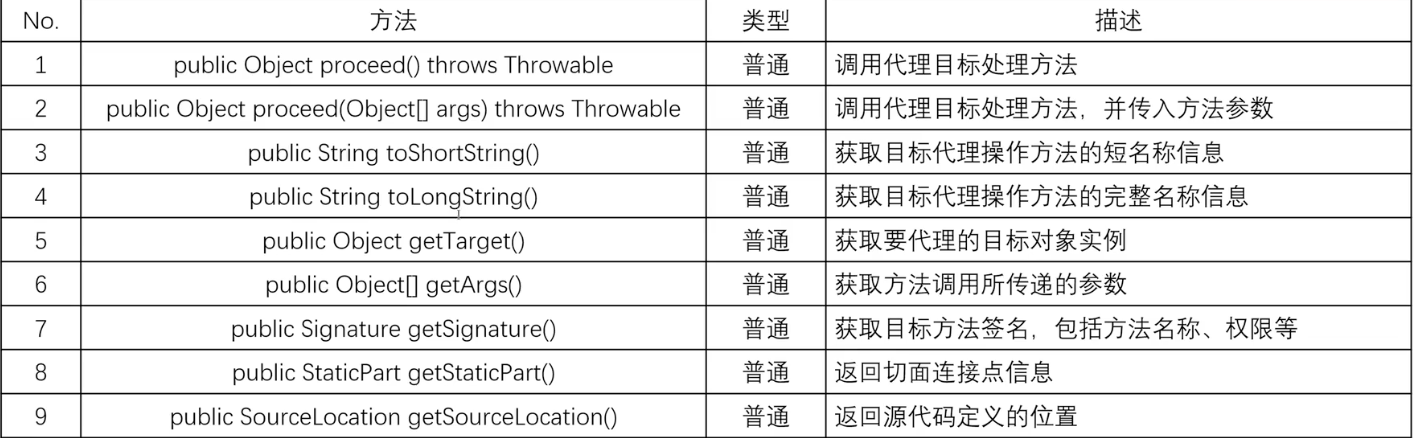 No. 方法 类型 描述
1 public Object proceed() throws Throwable 普通 调用代理目标处理方法
2 public Object proceed(Object[] args) throws Throwable 普通 调用代理目标处理方法，并传入方法参数
3 public String toShortString() 普通 获取目标代理操作方法的短名称信息
4 public String toLongString() 普通 获取目标代理操作方法的完整名称信息
5 public Object getTarget() 普通 获取要代理的目标对象实例
6 public Object[] getArgs() 普通 获取方法调用所传递的参数
7 public Signature getSignature() 普通 获取目标方法签名，包括方法名称、权限等
8 public StaticPart getStaticPart() 普通 返回切面连接点信息
9 public SourceLocation getSourceLocation() 普通 返回源代码定义的位置